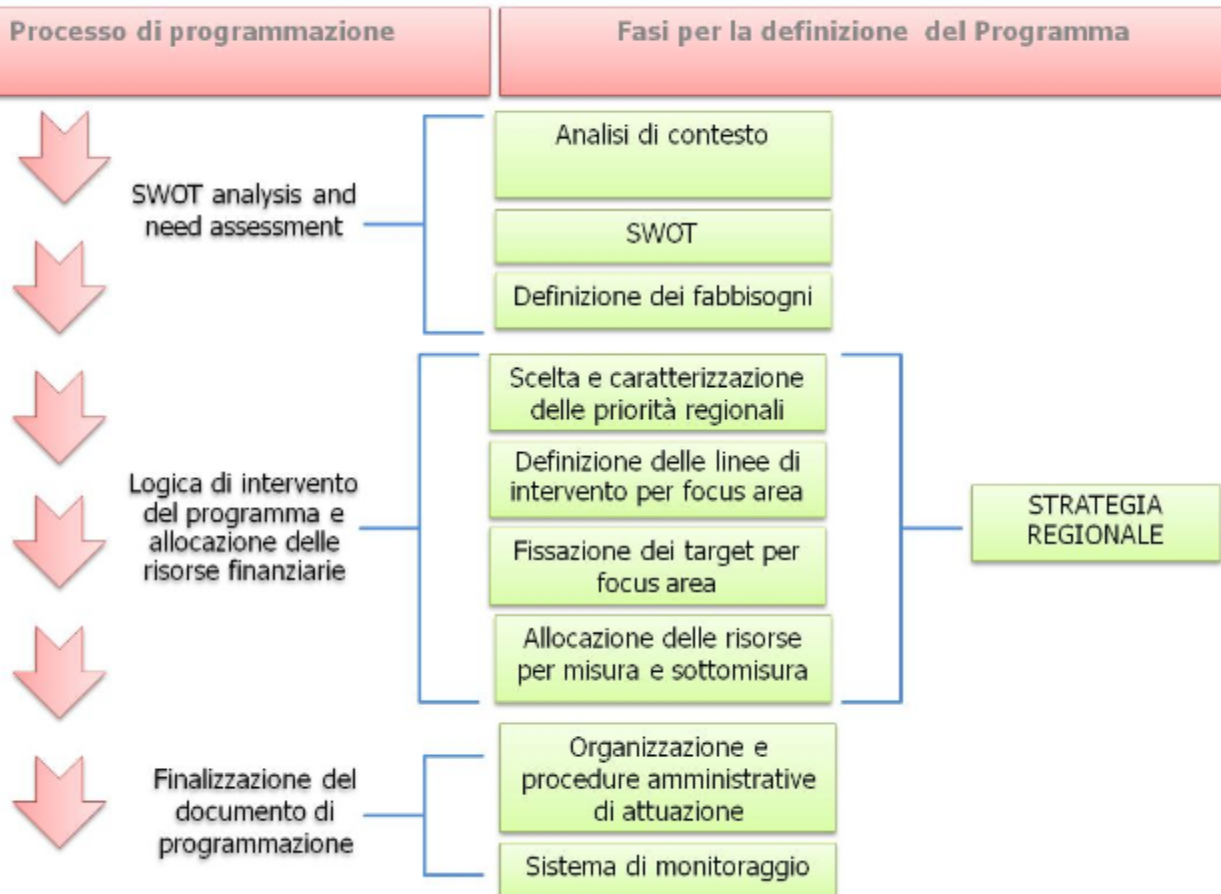 Processo di programmazione
Fasi per la definizione del Programma
SWOT analysis and
need assessment
Analisi di contesto
SWOT
Definizione dei fabbisogni
Logica di intervento
del programma e
allocazione delle
risorse finanziarie
Scelta e caratterizzazione
delle priorità regionali
Definizione delle linee di
intervento per focus area
Fissazione dei target per
focus area
Allocazione delle risorse
per misura e sottomisura
STRATEGIA
REGIONALE
Finalizzazione del
documento di
programmazione
Organizzazione e
procedure amministrative
di attuazione
Sistema di monitoraggio